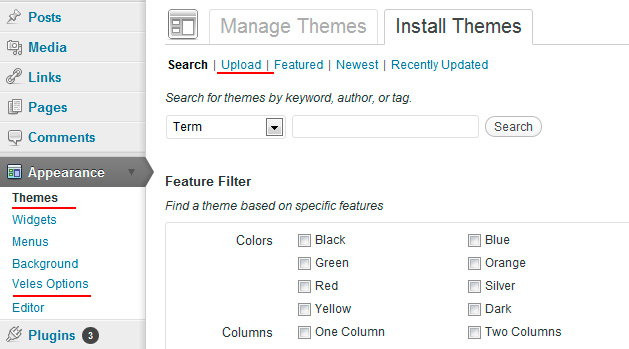 Posts
Media
Links
Pages
Comments
Appearance
Themes
Widgets
Menus
Background
Veles Options
Editor
Plugins 3
Manage Themes Install Themes
Search | Upload | Featured | Newest | Recently Updated
Search for themes by keyword, author, or tag.
Term Search
Feature Filter
Find a theme based on specific features
Colors Black Blue
Green Orange
Red Silver
Yellow Dark
Columns One Column Two Columns